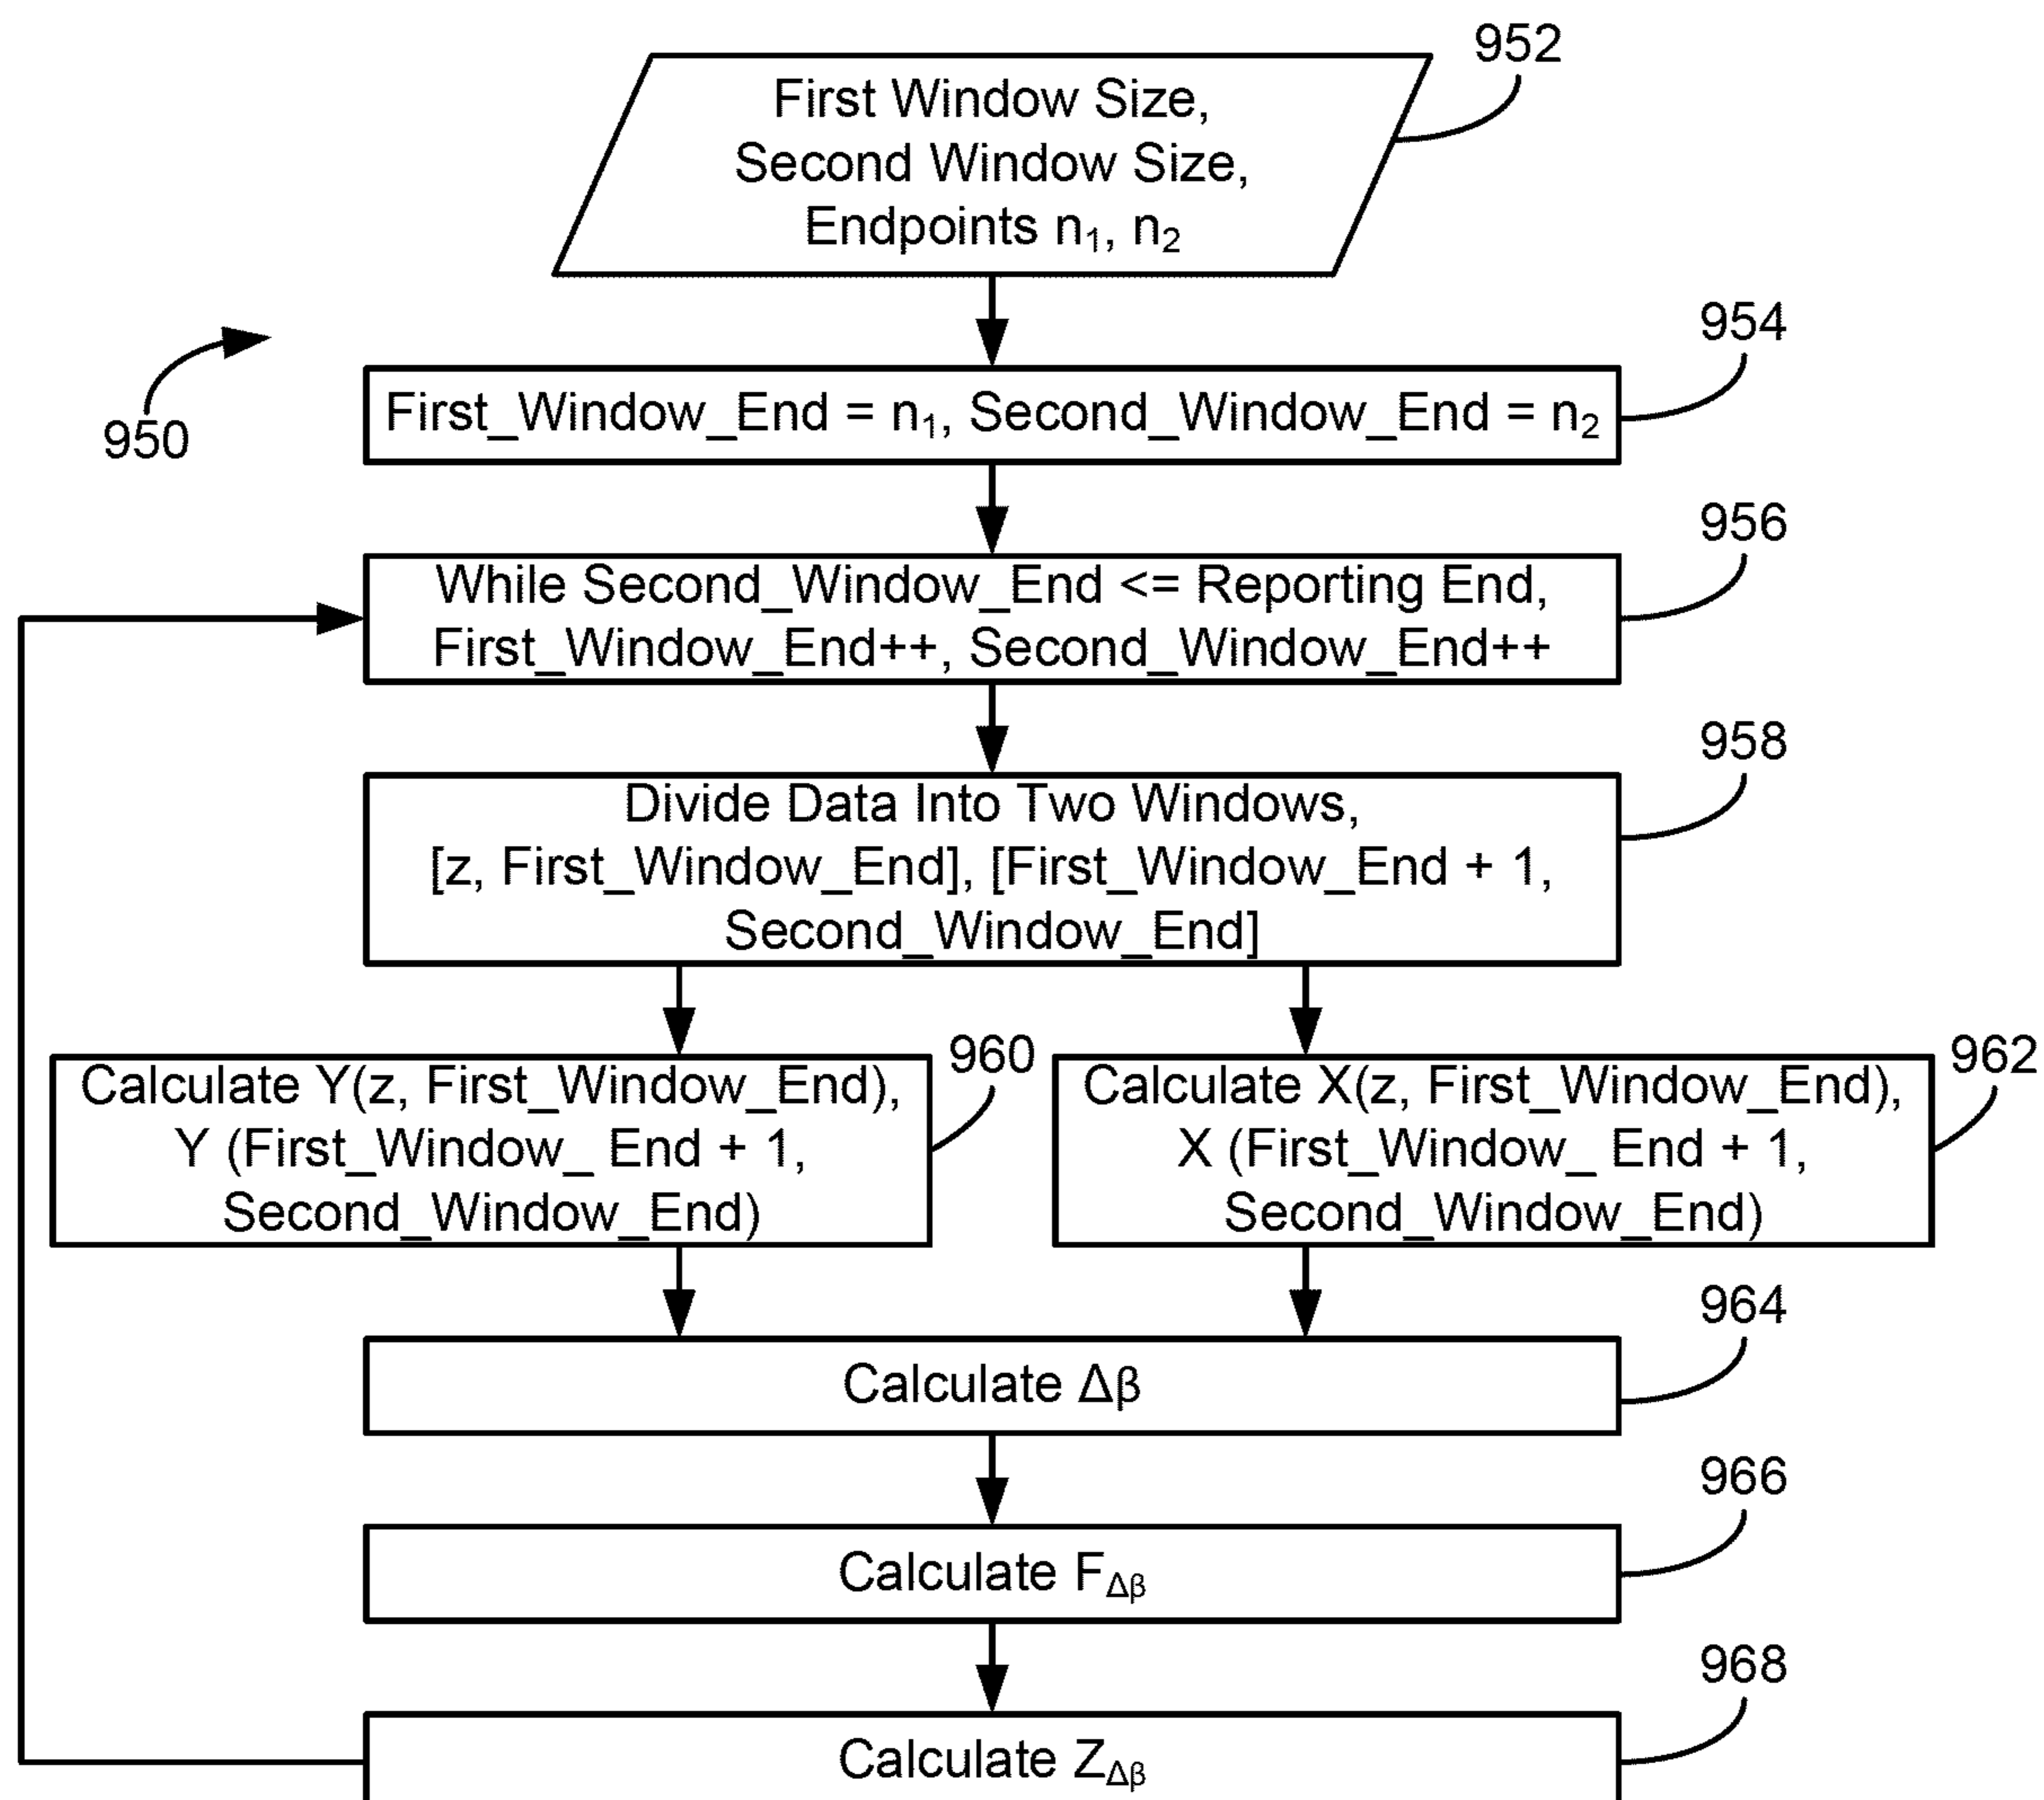 952
First Window Size,
Second Window Size,
Endpoints n₁, n₂
954
950
First_Window_End = n₁, Second_Window_End = n₂
956
While Second_Window_End <= Reporting End,
First_Window_End++, Second_Window_End++
958
Divide Data Into Two Windows,
[z, First_Window_End], [First_Window_End + 1,
Second_Window_End]
960
Calculate Y(z, First_Window_End),
Y (First_Window_ End + 1,
Second_Window_End)
962
Calculate X(z, First_Window_End),
X (First_Window_ End + 1,
Second_Window_End)
964
Calculate Δβ
966
Calculate F_Δβ
968
Calculate Z_Δβ